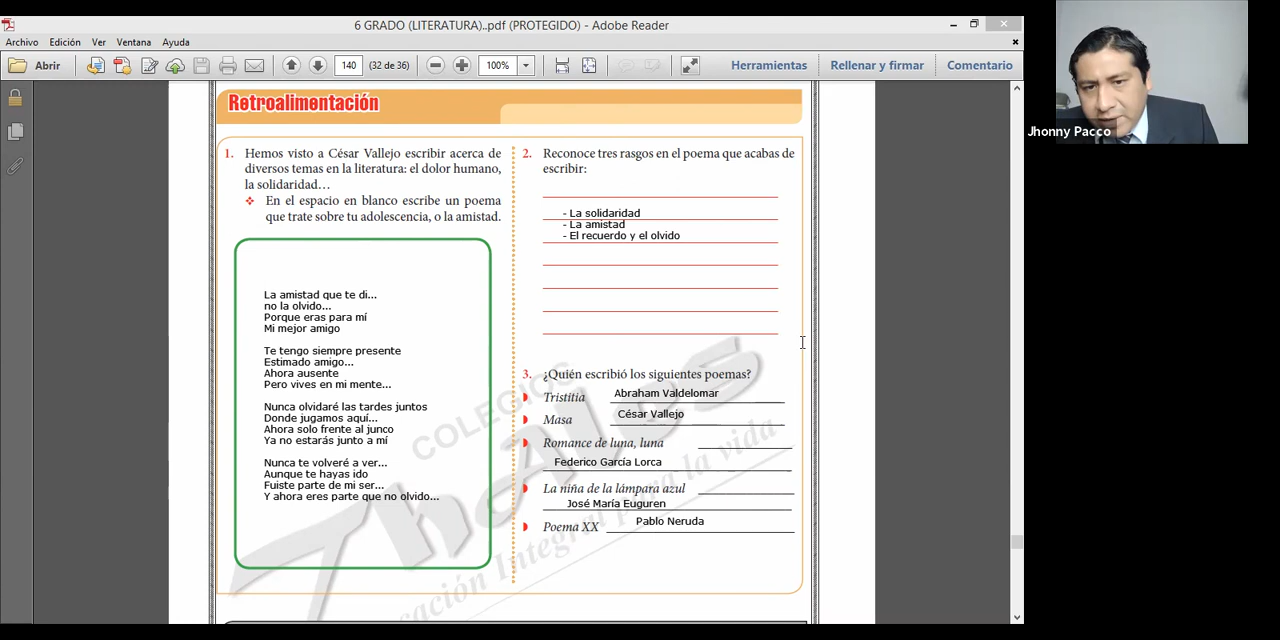 6 GRADO (LITERATURA)..pdf (PROTEGIDO) - Adobe Reader
Archivo Edición Ver Ventana Ayuda
Abrir 140 (32 de 36) 100% Herramientas Rellenar y firmar Comentario
Retroalimentación
1. Hemos visto a César Vallejo escribir acerca de
diversos temas en la literatura: el dolor humano,
la solidaridad…
En el espacio en blanco escribe un poema
que trate sobre tu adolescencia, o la amistad.
La amistad que te di...
no la olvido...
Porque eras para mí
Mi mejor amigo
Te tengo siempre presente
Estimado amigo...
Ahora ausente
Pero vives en mi mente...
Nunca olvidaré las tardes juntos
Donde jugamos aquí...
Ahora solo frente al junco
Ya no estarás junto a mí
Nunca te volveré a ver...
Aunque te hayas ido
Fuiste parte de mi ser...
Y ahora eres parte que no olvido...
2. Reconoce tres rasgos en el poema que acabas de
escribir:
- La solidaridad
- La amistad
- El recuerdo y el olvido
3. ¿Quién escribió los siguientes poemas?
Tristitia Abraham Valdelomar
Masa César Vallejo
Romance de luna, luna
Federico García Lorca
La niña de la lámpara azul
José María Euguren
Poema XX Pablo Neruda
COLEGIOS
Thales
cación Integral para la vida
Jhonny Pacco